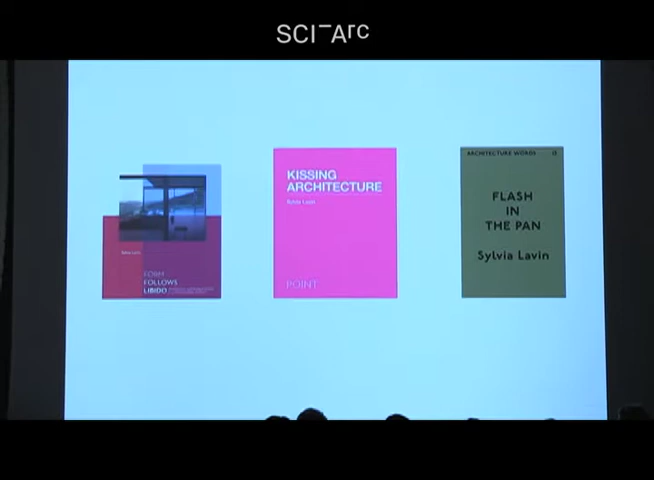 SCI-Arc
FORM
FOLLOWS
LIBIDO
KISSING
ARCHITECTURE
Sylvia Lavin
POINT
ARCHITECTURE WORDS
FLASH
IN
THE PAN
Sylvia Lavin